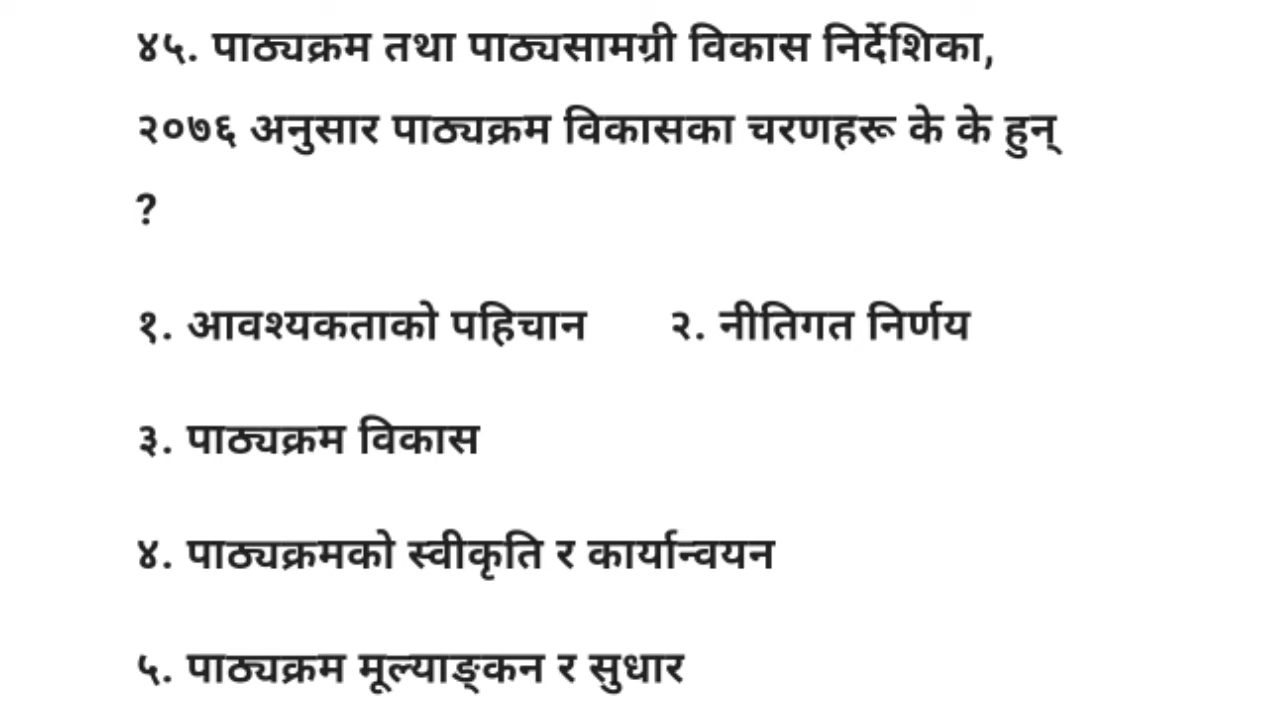 ४५. पाठ्यक्रम तथा पाठ्यसामग्री विकास निर्देशिका,
२०७६ अनुसार पाठ्यक्रम विकासका चरणहरू के के हुन्
?
१. आवश्यकताको पहिचान २. नीतिगत निर्णय
३. पाठ्यक्रम विकास
४. पाठ्यक्रमको स्वीकृति र कार्यान्वयन
५. पाठ्यक्रम मूल्याङ्कन र सुधार